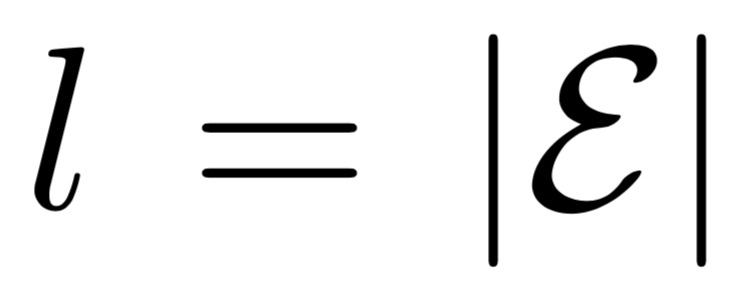 l = |ℰ|